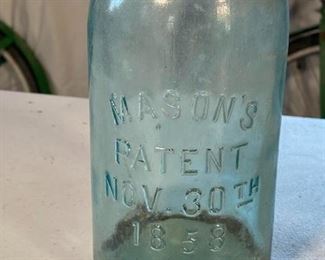 MASON'S
PATENT
NOV. 30TH
1858